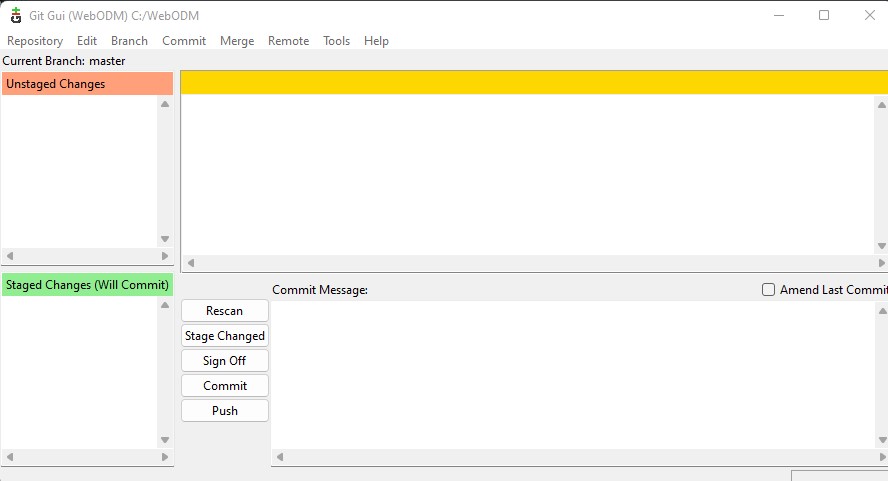 Git Gui (WebODM) C:/WebODM
Repository Edit Branch Commit Merge Remote Tools Help
Current Branch: master
Unstaged Changes
Staged Changes (Will Commit)
Commit Message:
Amend Last Commit
Rescan
Stage Changed
Sign Off
Commit
Push